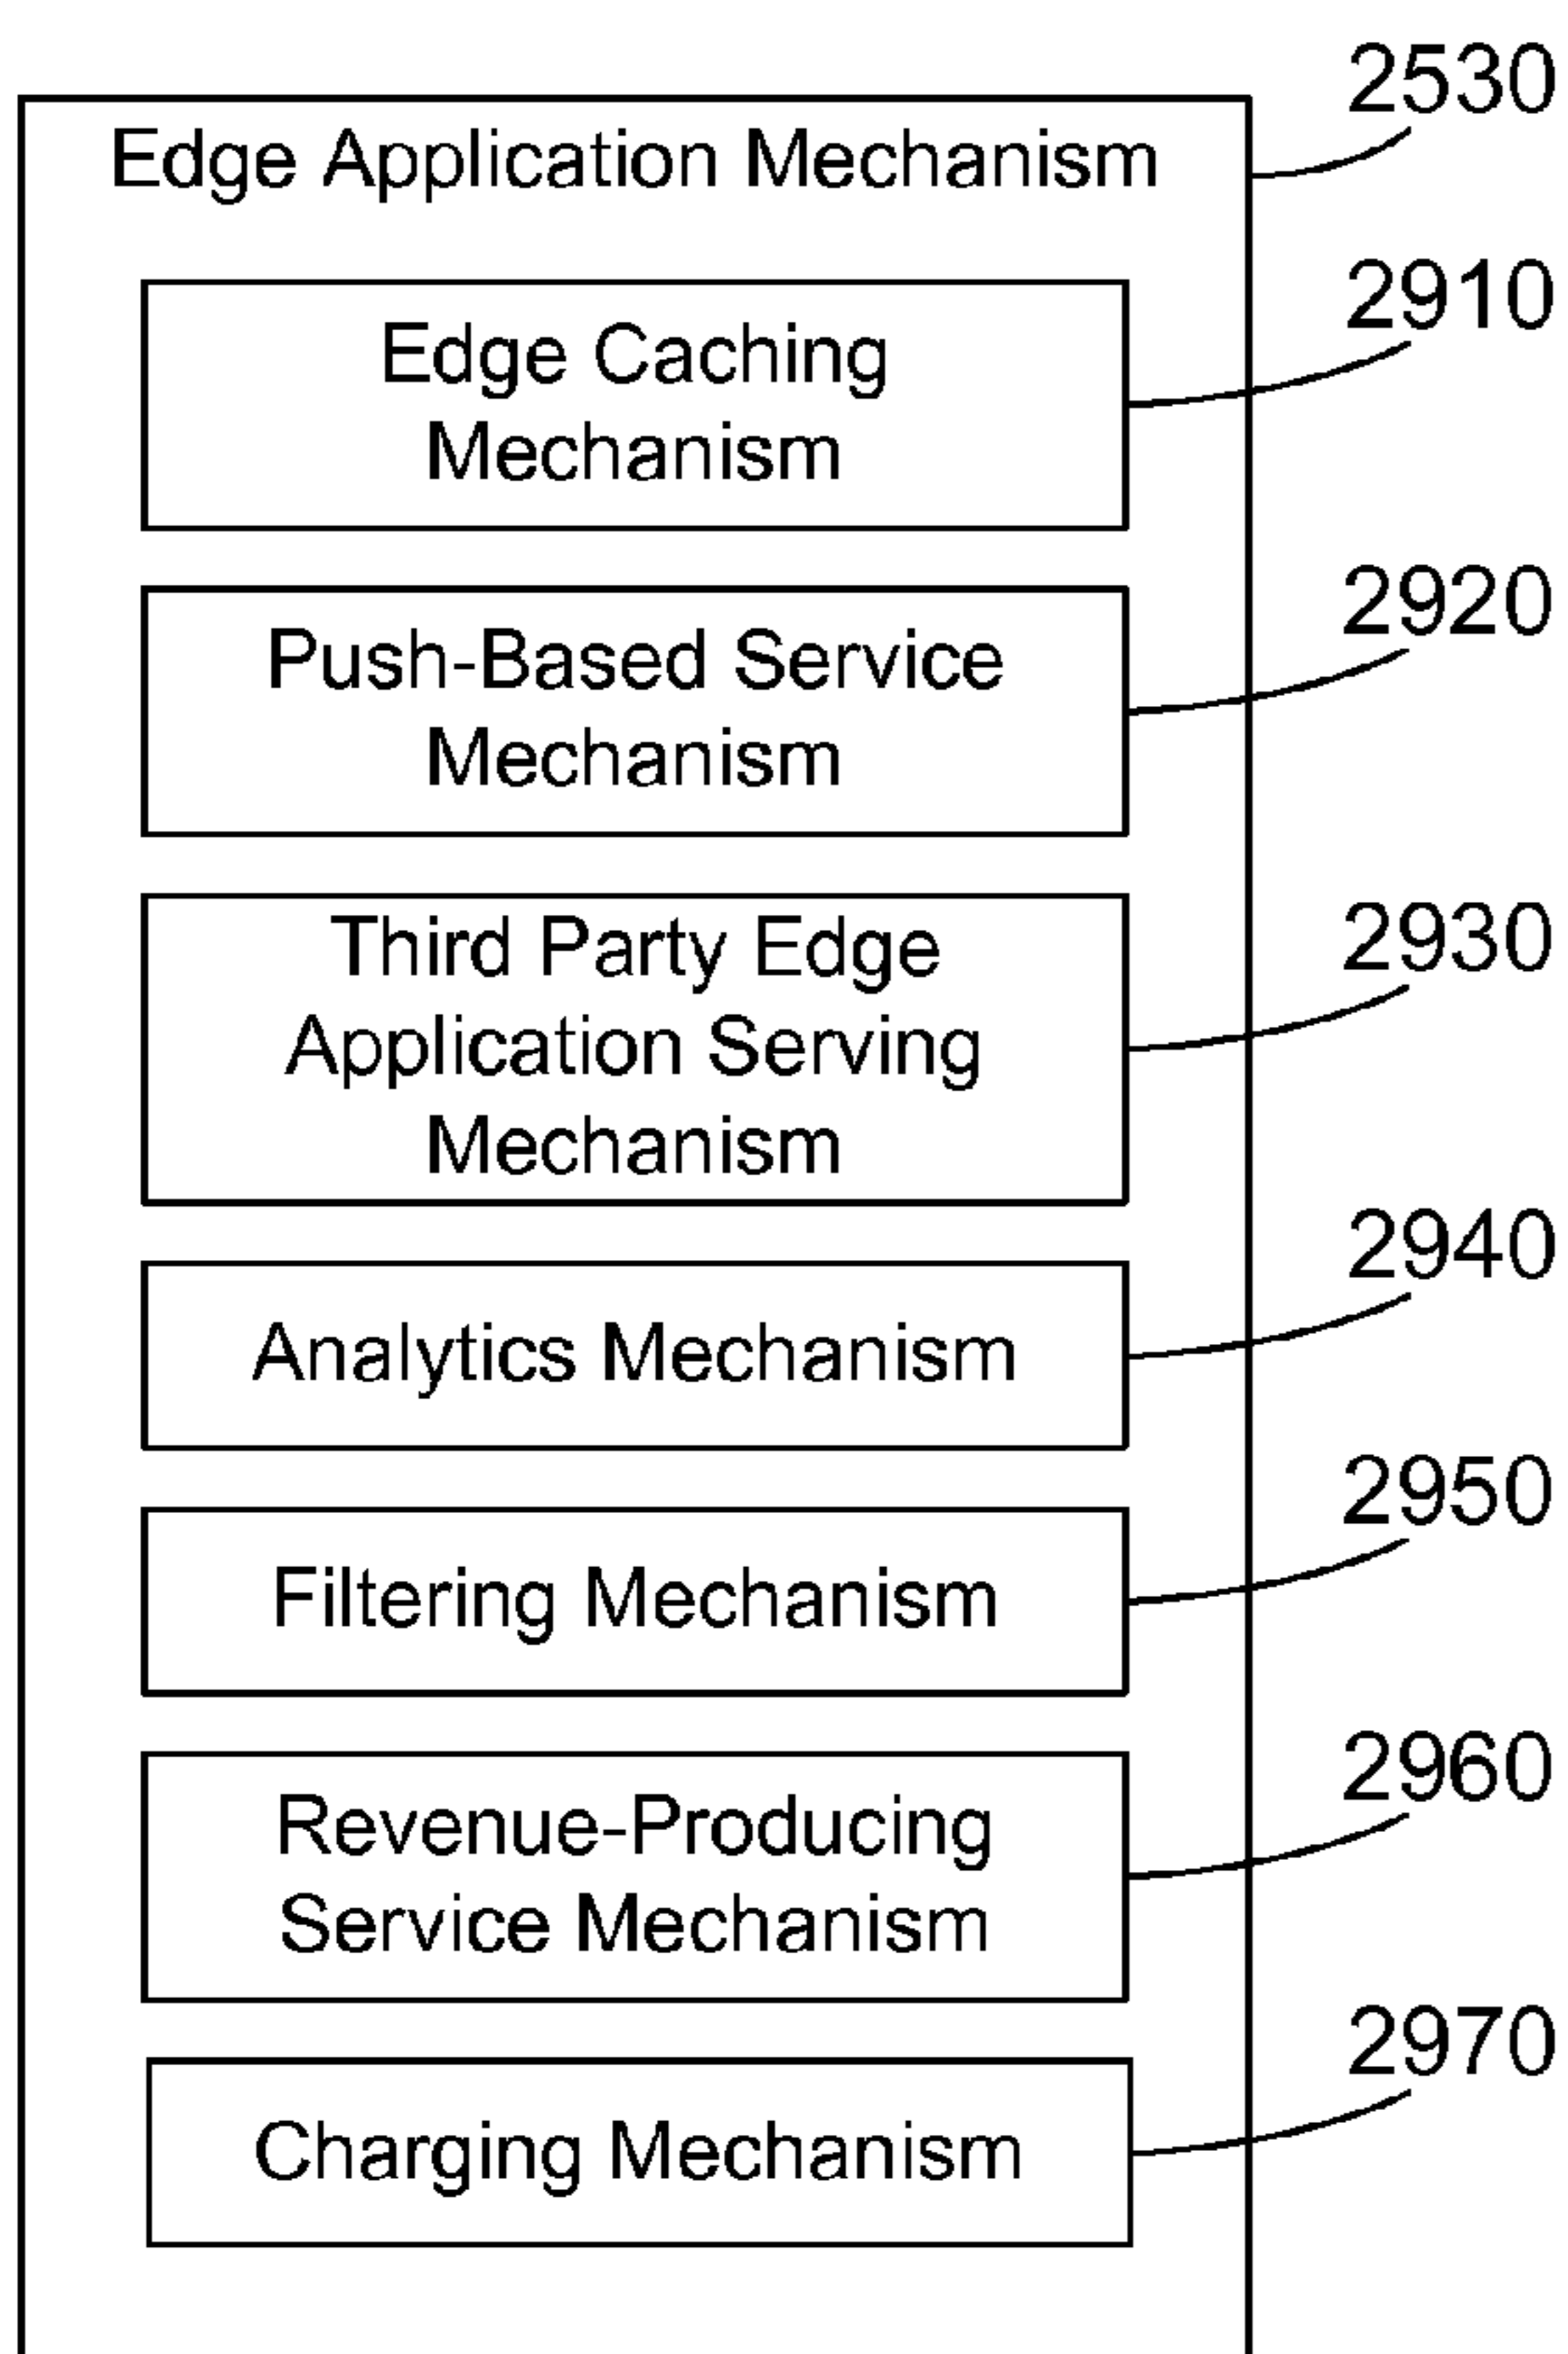 2530
Edge Application Mechanism
2910
Edge Caching
Mechanism
2920
Push-Based Service
Mechanism
2930
Third Party Edge
Application Serving
Mechanism
2940
Analytics Mechanism
2950
Filtering Mechanism
2960
Revenue-Producing
Service Mechanism
2970
Charging Mechanism